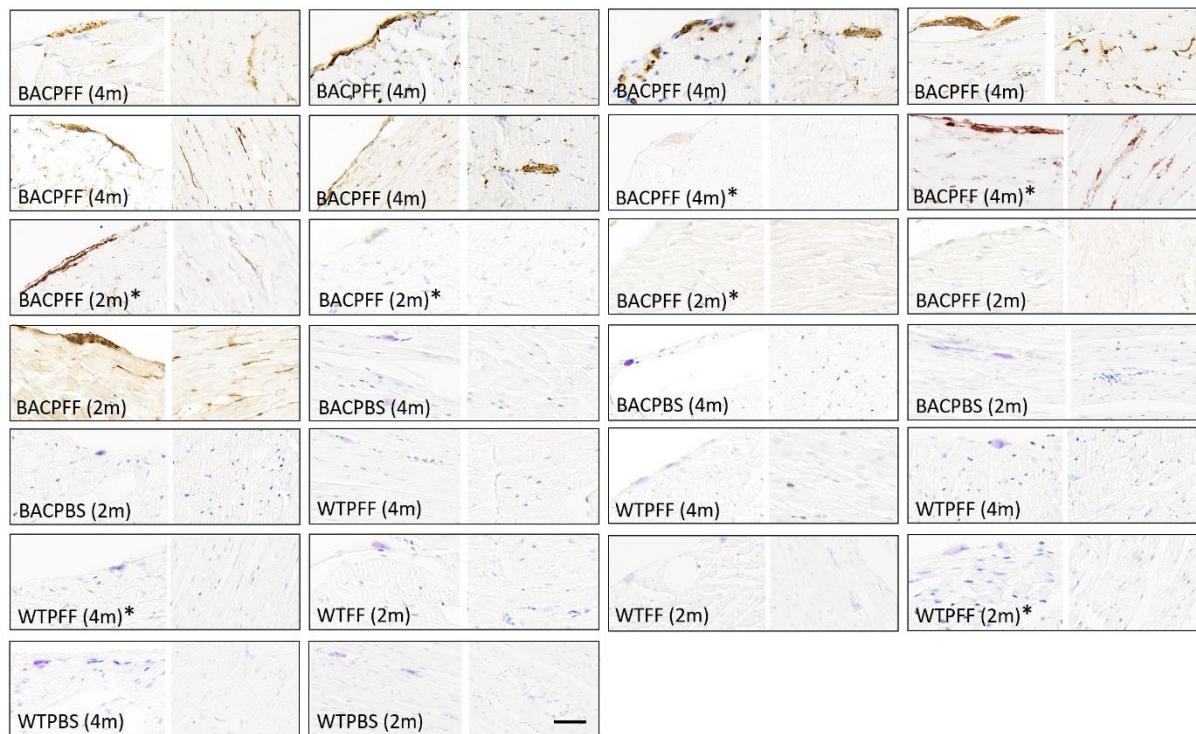 BACPFF (4m)
BACPFF (4m)
BACPFF (4m)
BACPFF (4m)
BACPFF (4m)
BACPFF (4m)
BACPFF (4m)*
BACPFF (4m)*
BACPFF (2m)*
BACPFF (2m)*
BACPFF (2m)*
BACPFF (2m)
BACPFF (2m)
BACPBS (4m)
BACPBS (4m)
BACPBS (2m)
BACPBS (2m)
WTPFF (4m)
WTPFF (4m)
WTPFF (4m)
WTPFF (4m)*
WTFF (2m)
WTFF (2m)
WTPFF (2m)*
WTPBS (4m)
WTPBS (2m)